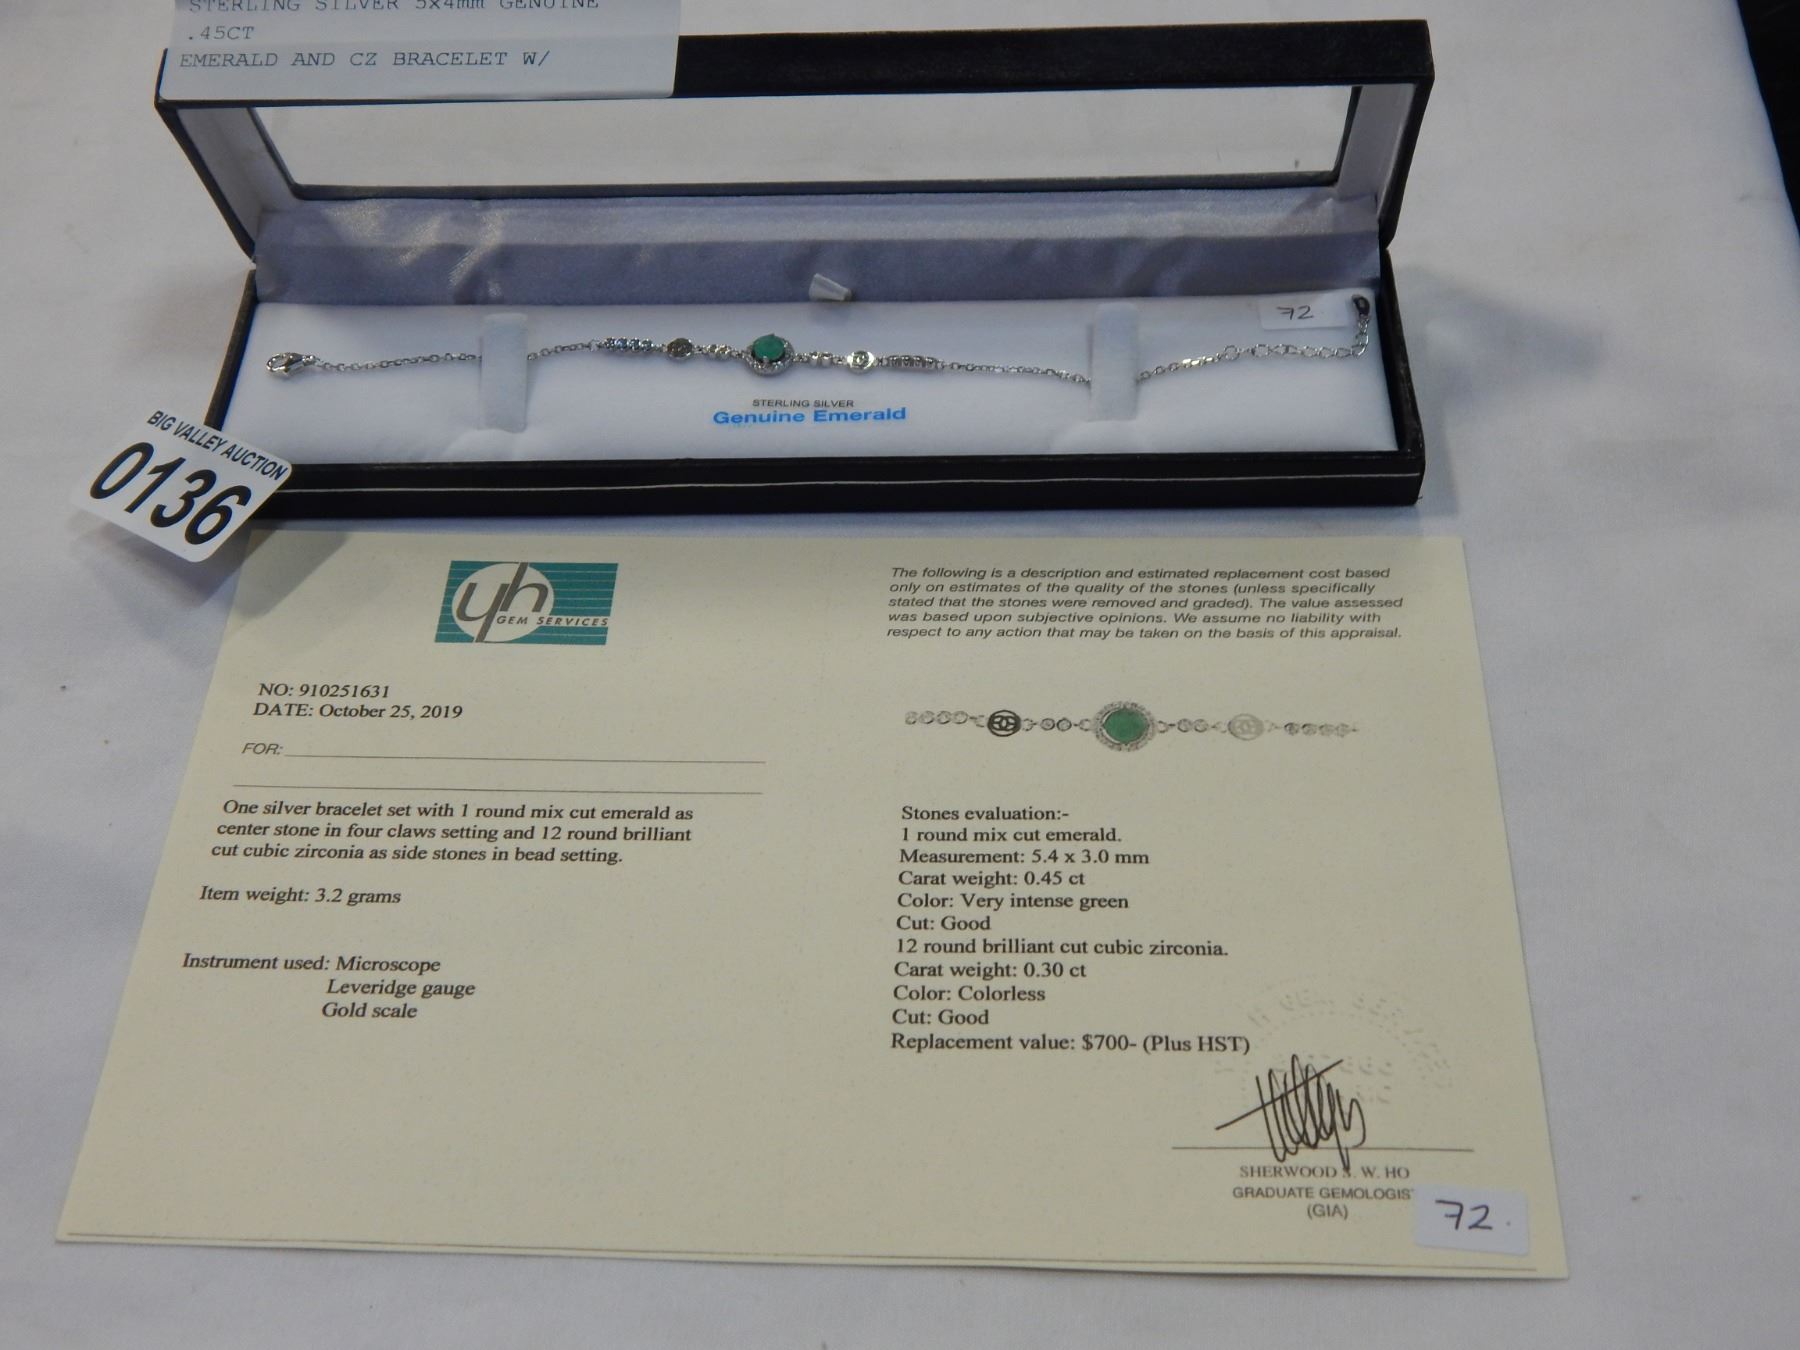 STERLING SILVER 5x4mm GENUINE
.45CT
EMERALD AND CZ BRACELET W/
72
STERLING SILVER
Genuine Emerald
BIG VALLEY AUCTION
0136
yh
GEM SERVICES
NO: 910251631
DATE: October 25, 2019
FOR:
One silver bracelet set with 1 round mix cut emerald as
center stone in four claws setting and 12 round brilliant
cut cubic zirconia as side stones in bead setting.
Item weight: 3.2 grams
Instrument used: Microscope
Leveridge gauge
Gold scale
The following is a description and estimated replacement cost based
only on estimates of the quality of the stones (unless specifically
stated that the stones were removed and graded). The value assessed
was based upon subjective opinions. We assume no liability with
respect to any action that may be taken on the basis of this appraisal.
Stones evaluation:-
1 round mix cut emerald.
Measurement: 5.4 x 3.0 mm
Carat weight: 0.45 ct
Color: Very intense green
Cut: Good
12 round brilliant cut cubic zirconia.
Carat weight: 0.30 ct
Color: Colorless
Cut: Good
Replacement value: $700- (Plus HST)
SHERWOOD S. W. HO
GRADUATE GEMOLOGIS
(GIA)
72